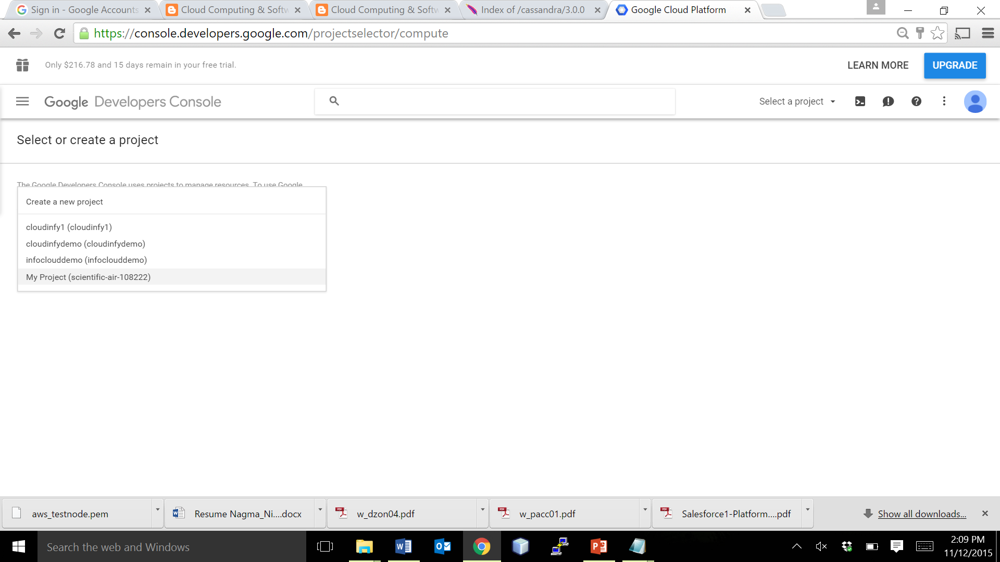 Sign in - Google Accounts
Cloud Computing & Softw
Cloud Computing & Softw
Index of /cassandra/3.0.0
Google Cloud Platform
https://console.developers.google.com/projectselector/compute
Only $216.78 and 15 days remain in your free trial.
LEARN MORE
UPGRADE
Google Developers Console
Select a project
Select or create a project
The Google Developers Console uses projects to manage resources. To use Google
Create a new project
cloudinfy1 (cloudinfy1)
cloudinfydemo (cloudinfydemo)
infoclouddemo (infoclouddemo)
My Project (scientific-air-108222)
aws_testnode.pem
Resume Nagma_Ni....docx
w_dzon04.pdf
w_pacc01.pdf
Salesforce1-Platform....pdf
Show all downloads...
Search the web and Windows
2:09 PM
11/12/2015